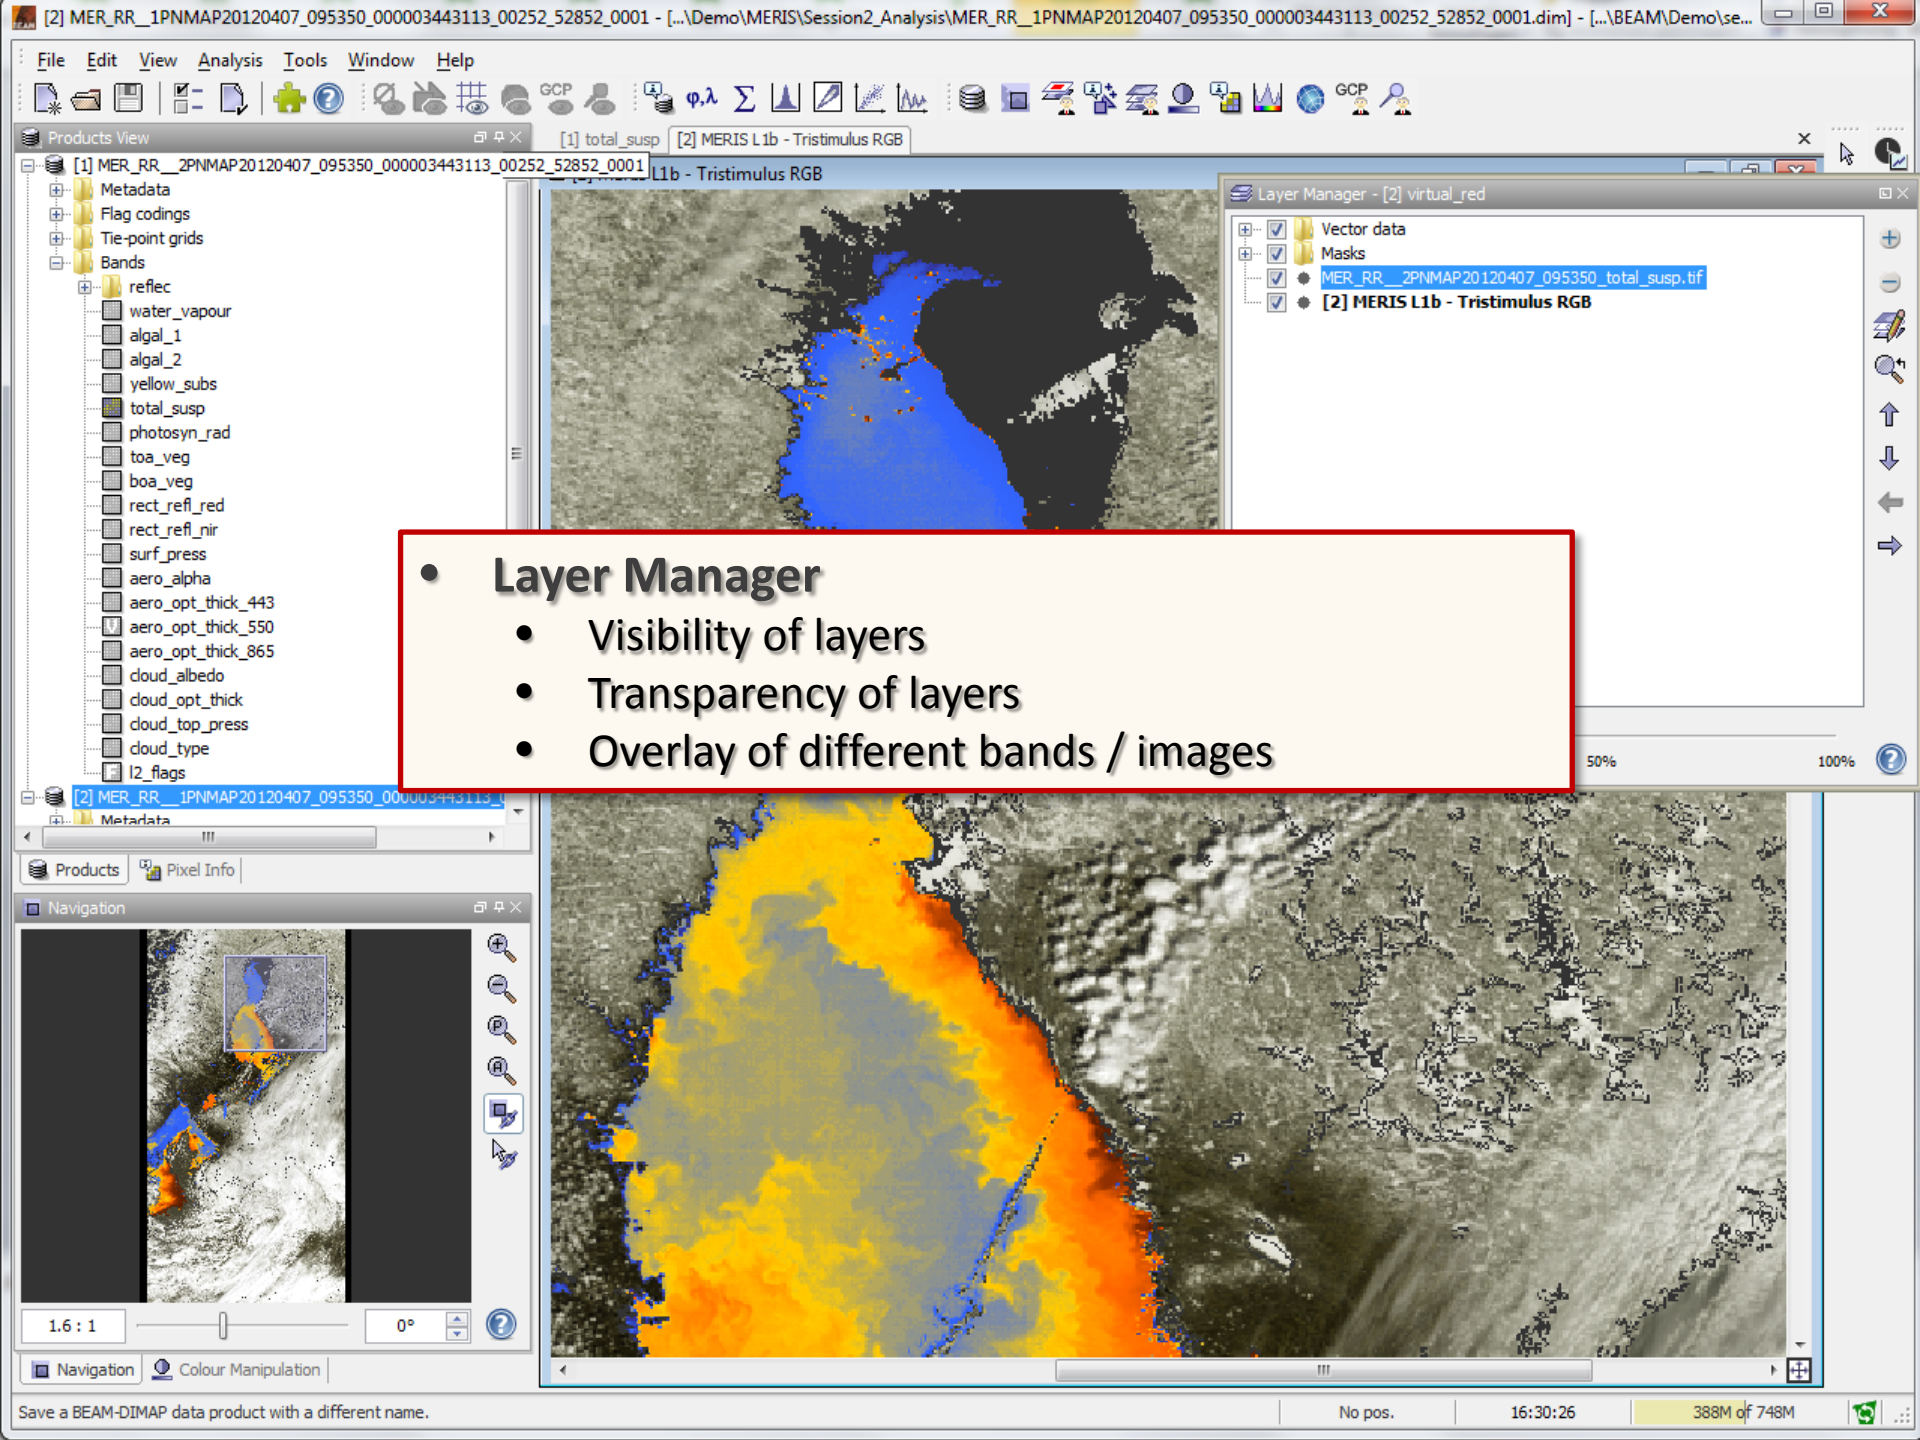 [2] MER_RR__1PNMAP20120407_095350_000003443113_00252_52852_0001 - [...\Demo\MERIS\Session2_Analysis\MER_RR__1PNMAP20120407_095350_000003443113_00252_52852_0001.dim] - [...\BEAM\Demo\se...
File Edit View Analysis Tools Window Help
GCP φ,λ Σ GCP
Products View
[1] total_susp [2] MERIS L1b - Tristimulus RGB
[1] MER_RR__2PNMAP20120407_095350_000003443113_00252_52852_0001
L1b - Tristimulus RGB
Metadata
Flag codings
Tie-point grids
Bands
reflec
water_vapour
algal_1
algal_2
yellow_subs
total_susp
photosyn_rad
toa_veg
boa_veg
rect_refl_red
rect_refl_nir
surf_press
aero_alpha
aero_opt_thick_443
aero_opt_thick_550
aero_opt_thick_865
cloud_albedo
cloud_opt_thick
cloud_top_press
cloud_type
l2_flags
[2] MER_RR__1PNMAP20120407_095350_000003443113_
Metadata
Products Pixel Info
Layer Manager - [2] virtual_red
Vector data
Masks
MER_RR__2PNMAP20120407_095350_total_susp.tif
[2] MERIS L1b - Tristimulus RGB
50% 100%
• Layer Manager
• Visibility of layers
• Transparency of layers
• Overlay of different bands / images
Navigation
1.6 : 1 0°
Navigation Colour Manipulation
Save a BEAM-DIMAP data product with a different name.
No pos. 16:30:26 388M of 748M